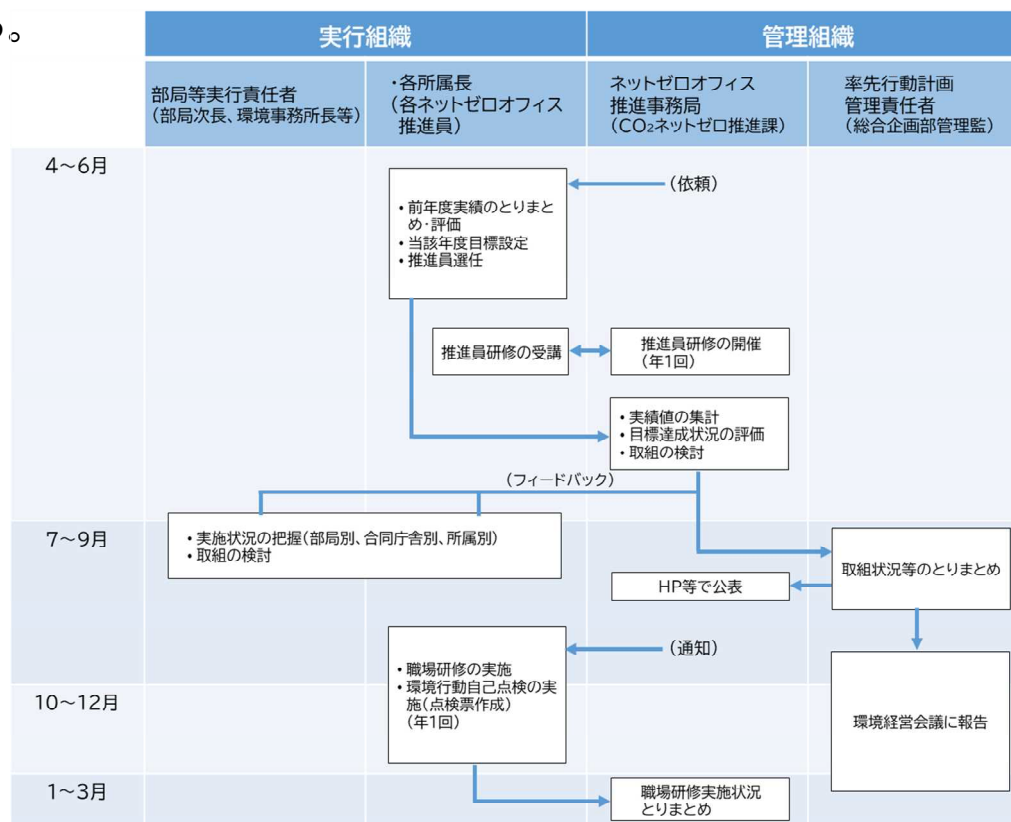 る。
実行組織
管理組織
部局等実行責任者
(部局次長、環境事務所長等)
・各所属長
(各ネットゼロオフィス
推進員)
ネットゼロオフィス
推進事務局
(CO₂ネットゼロ推進課)
率先行動計画
管理責任者
(総合企画部管理監)
4～6月
(依頼)
・前年度実績のとりまと
め・評価
・当該年度目標設定
・推進員選任
推進員研修の受講
推進員研修の開催
(年1回)
・実績値の集計
・目標達成状況の評価
・取組の検討
(フィードバック)
7～9月
・実施状況の把握(部局別、合同庁舎別、所属別)
・取組の検討
取組状況等のとりまとめ
HP等で公表
(通知)
・職場研修の実施
・環境行動自己点検の実
施(点検票作成)
(年1回)
10～12月
環境経営会議に報告
1～3月
職場研修実施状況
とりまとめ